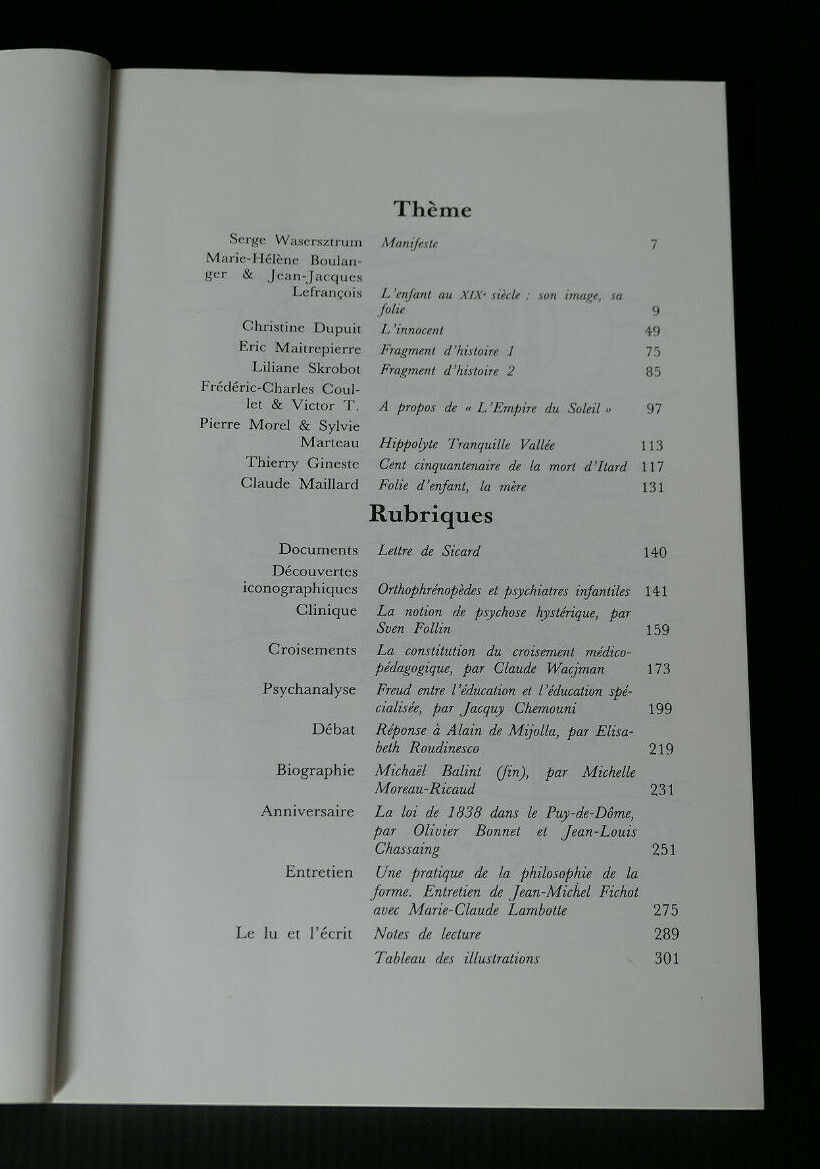 Thème
Serge Wasersztrum Manifeste 7
Marie-Hélène Boulan-
ger & Jean-Jacques
Lefrançois L'enfant au XIXe siècle : son image, sa
folie 9
Christine Dupuit L'innocent 49
Eric Maitrepierre Fragment d'histoire 1 75
Liliane Skrobot Fragment d'histoire 2 85
Frédéric-Charles Coul-
let & Victor T. A propos de « L'Empire du Soleil » 97
Pierre Morel & Sylvie
Marteau Hippolyte Tranquille Vallée 113
Thierry Gineste Cent cinquantenaire de la mort d'Itard 117
Claude Maillard Folie d'enfant, la mère 131
Rubriques
Documents Lettre de Sicard 140
Découvertes
iconographiques Orthophrénopèdes et psychiatres infantiles 141
Clinique La notion de psychose hystérique, par
Sven Follin 159
Croisements La constitution du croisement médico-
pédagogique, par Claude Wacjman 173
Psychanalyse Freud entre l'éducation et l'éducation spé-
cialisée, par Jacquy Chemouni 199
Débat Réponse à Alain de Mijolla, par Elisa-
beth Roudinesco 219
Biographie Michaël Balint (fin), par Michelle
Moreau-Ricaud 231
Anniversaire La loi de 1838 dans le Puy-de-Dôme,
par Olivier Bonnet et Jean-Louis
Chassaing 251
Entretien Une pratique de la philosophie de la
forme. Entretien de Jean-Michel Fichot
avec Marie-Claude Lambotte 275
Le lu et l'écrit Notes de lecture 289
Tableau des illustrations 301